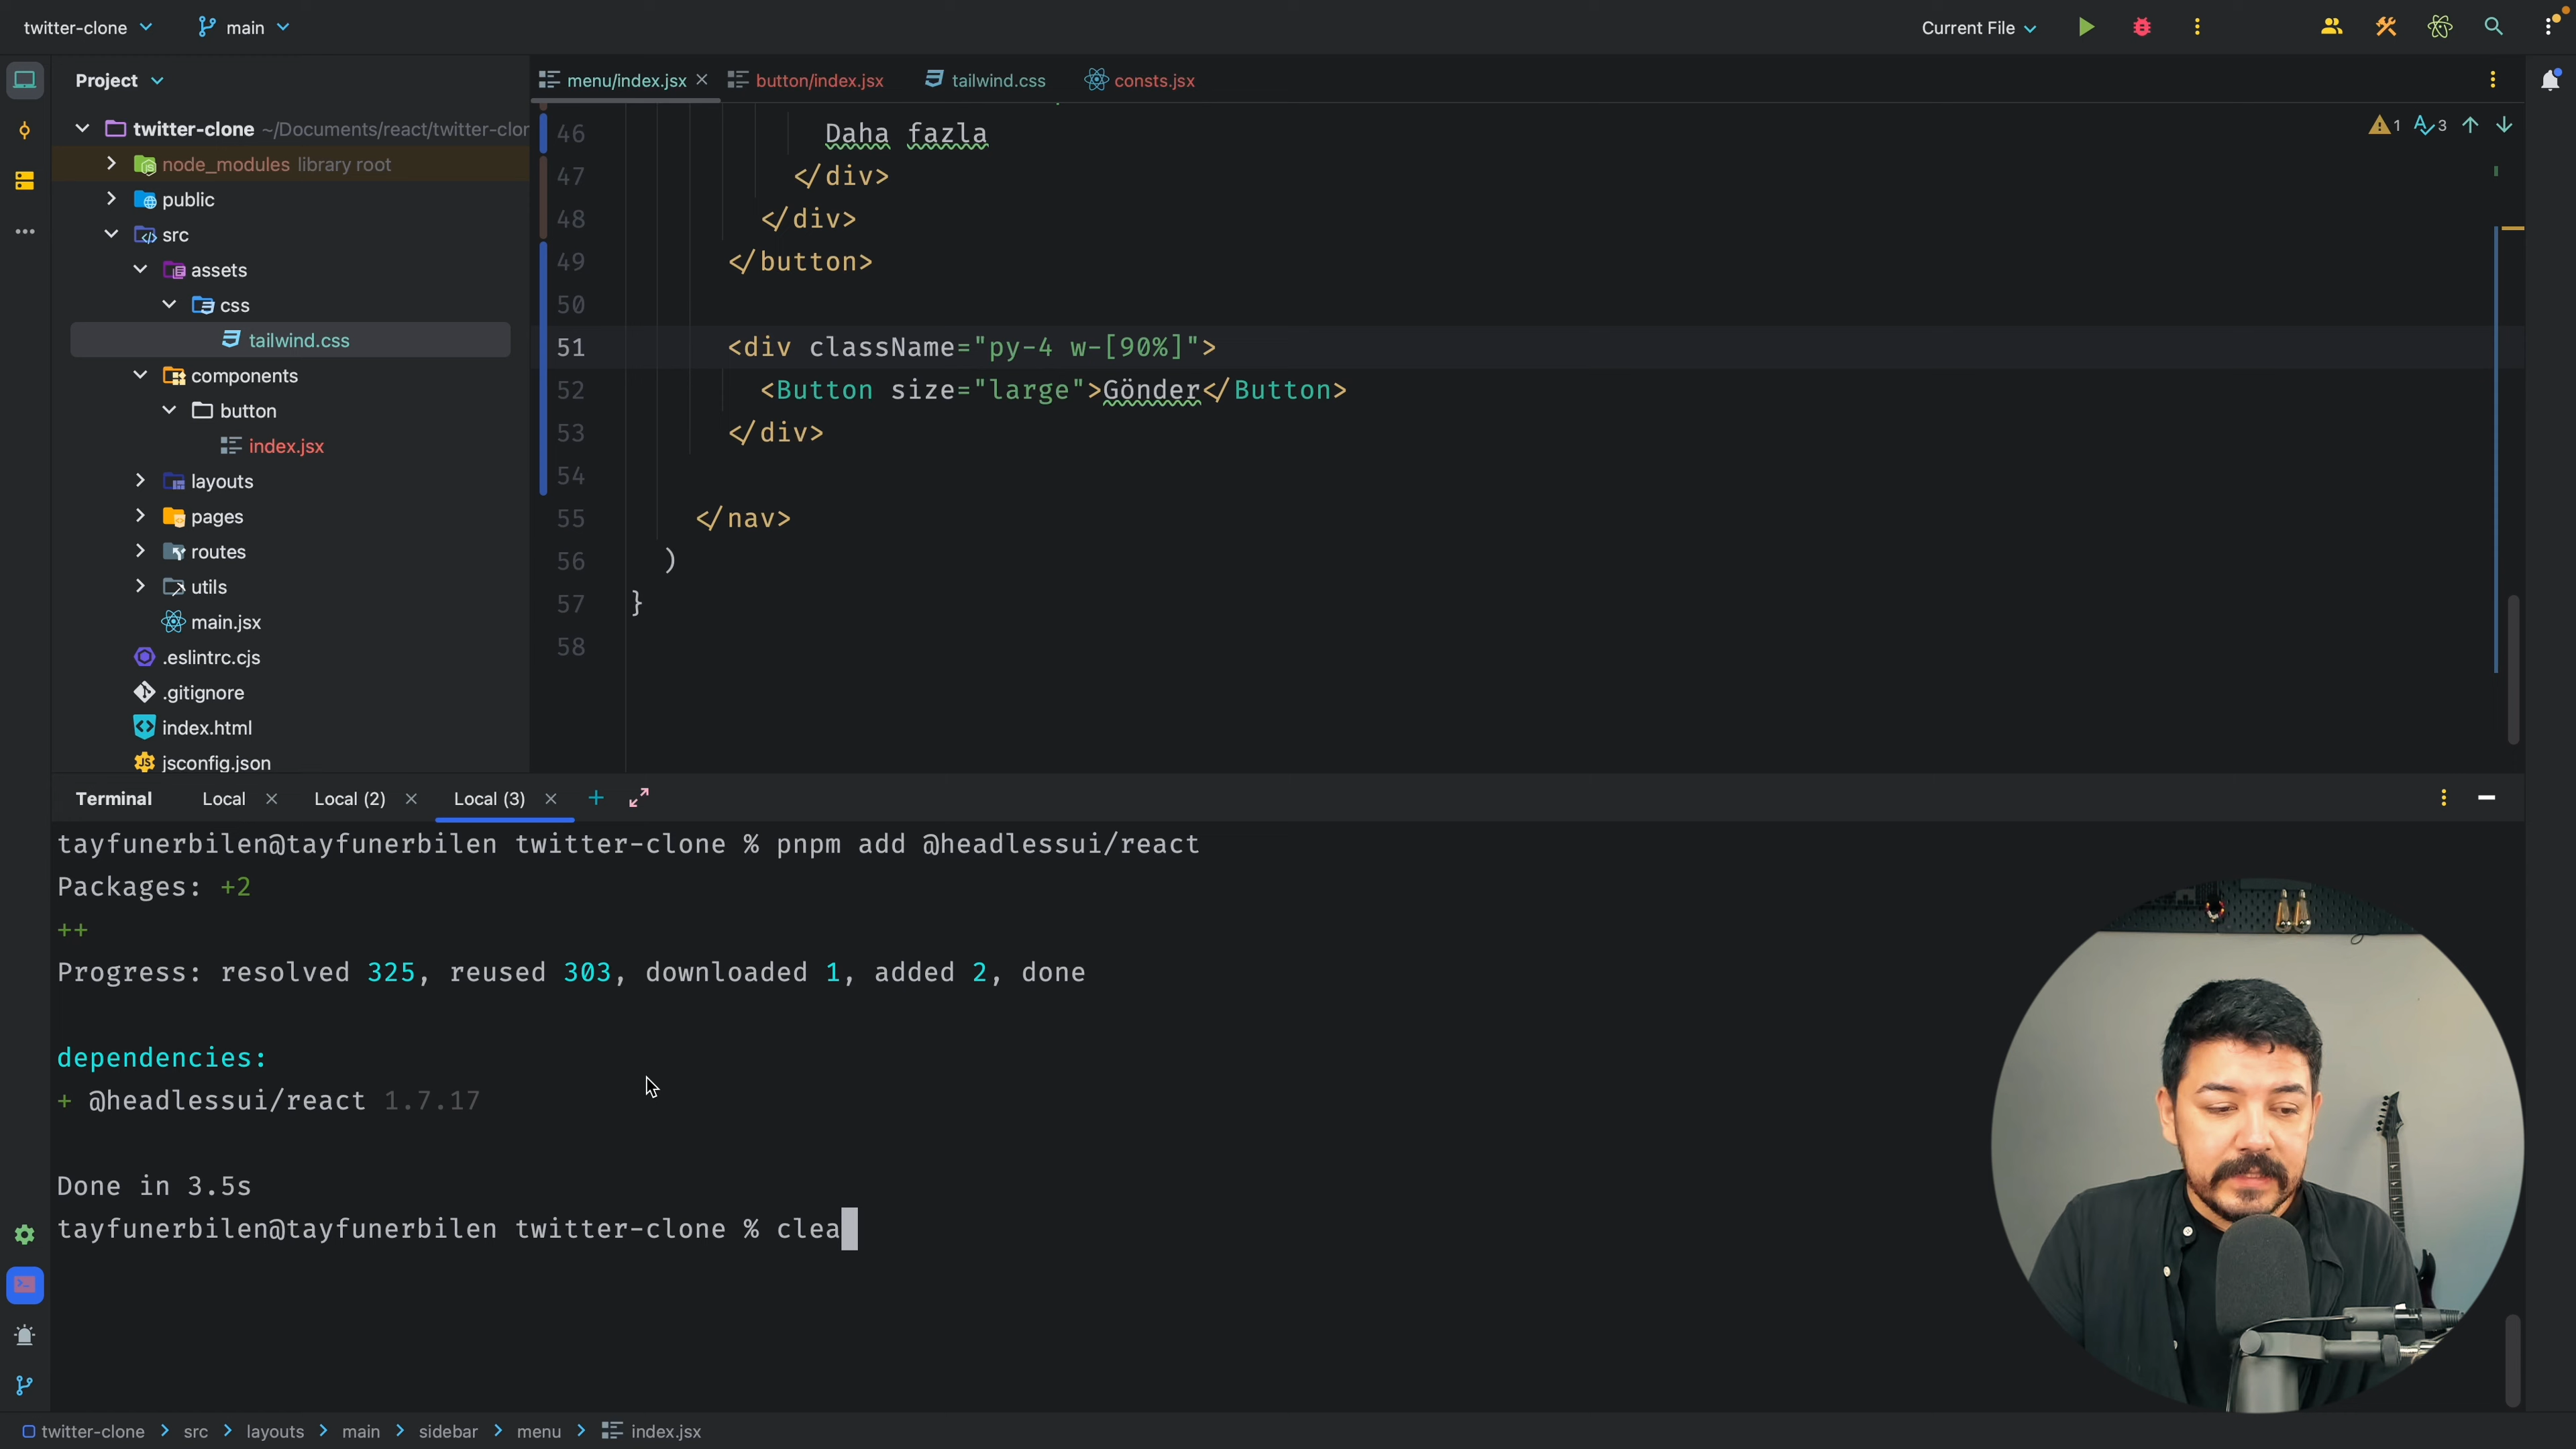 twitter-clone
main
Current File
Project
menu/index.jsx
button/index.jsx
tailwind.css
consts.jsx
twitter-clone ~/Documents/react/twitter-clor
node_modules library root
public
src
assets
css
tailwind.css
components
button
index.jsx
layouts
pages
routes
utils
main.jsx
.eslintrc.cjs
.gitignore
index.html
jsconfig.json
1 3
46 Daha fazla
47 </div>
48 </div>
49 </button>
50
51 <div className="py-4 w-[90%]">
52 <Button size="large">Gönder</Button>
53 </div>
54
55 </nav>
56 )
57 }
58
Terminal Local Local (2) Local (3)
tayfunerbilen@tayfunerbilen twitter-clone % pnpm add @headlessui/react
Packages: +2
++
Progress: resolved 325, reused 303, downloaded 1, added 2, done
dependencies:
+ @headlessui/react 1.7.17
Done in 3.5s
tayfunerbilen@tayfunerbilen twitter-clone % clea
twitter-clone > src > layouts > main > sidebar > menu > index.jsx